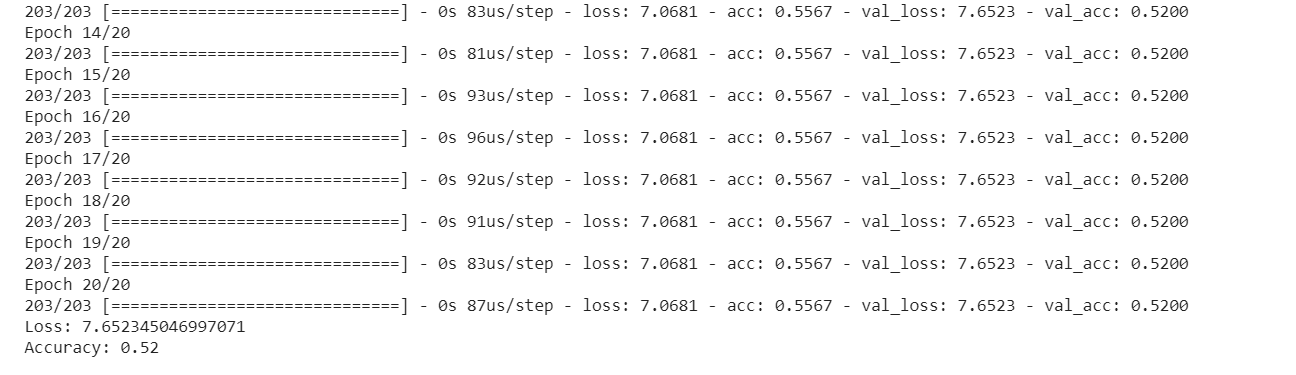 203/203 [==============================] - 0s 83us/step - loss: 7.0681 - acc: 0.5567 - val_loss: 7.6523 - val_acc: 0.5200
Epoch 14/20
203/203 [==============================] - 0s 81us/step - loss: 7.0681 - acc: 0.5567 - val_loss: 7.6523 - val_acc: 0.5200
Epoch 15/20
203/203 [==============================] - 0s 93us/step - loss: 7.0681 - acc: 0.5567 - val_loss: 7.6523 - val_acc: 0.5200
Epoch 16/20
203/203 [==============================] - 0s 96us/step - loss: 7.0681 - acc: 0.5567 - val_loss: 7.6523 - val_acc: 0.5200
Epoch 17/20
203/203 [==============================] - 0s 92us/step - loss: 7.0681 - acc: 0.5567 - val_loss: 7.6523 - val_acc: 0.5200
Epoch 18/20
203/203 [==============================] - 0s 91us/step - loss: 7.0681 - acc: 0.5567 - val_loss: 7.6523 - val_acc: 0.5200
Epoch 19/20
203/203 [==============================] - 0s 83us/step - loss: 7.0681 - acc: 0.5567 - val_loss: 7.6523 - val_acc: 0.5200
Epoch 20/20
203/203 [==============================] - 0s 87us/step - loss: 7.0681 - acc: 0.5567 - val_loss: 7.6523 - val_acc: 0.5200
Loss: 7.652345046997071
Accuracy: 0.52